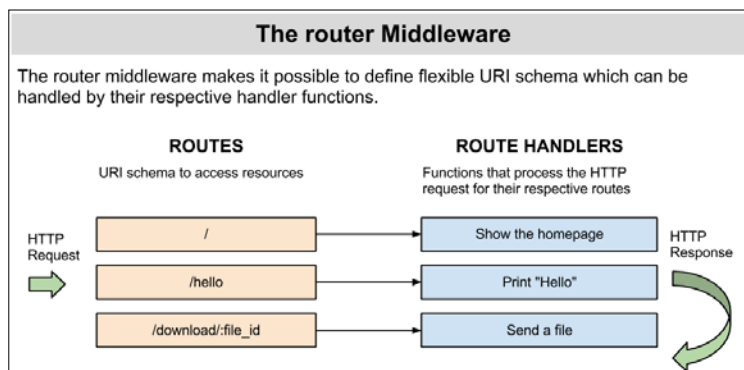 The router Middleware
The router middleware makes it possible to define flexible URI schema which can be
handled by their respective handler functions.
ROUTES
URI schema to access resources
ROUTE HANDLERS
Functions that process the HTTP
request for their respective routes
HTTP
Request
/
Show the homepage
HTTP
Response
/hello
Print "Hello"
/download/:file_id
Send a file